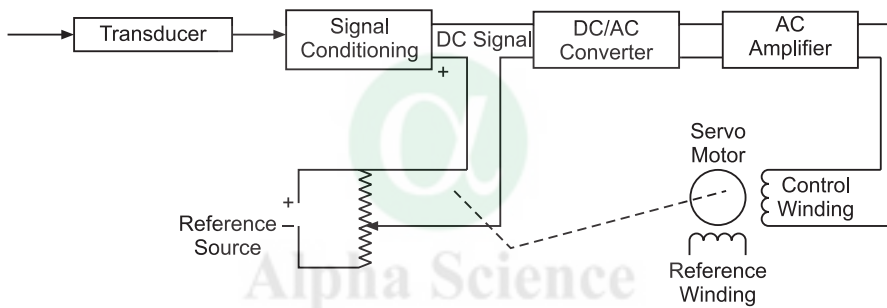 Transducer
Signal
Conditioning
DC Signal
+
DC/AC
Converter
AC
Amplifier
Servo
Motor
Control
Winding
+
Reference
–
Source
Reference
Winding
Alpha Science